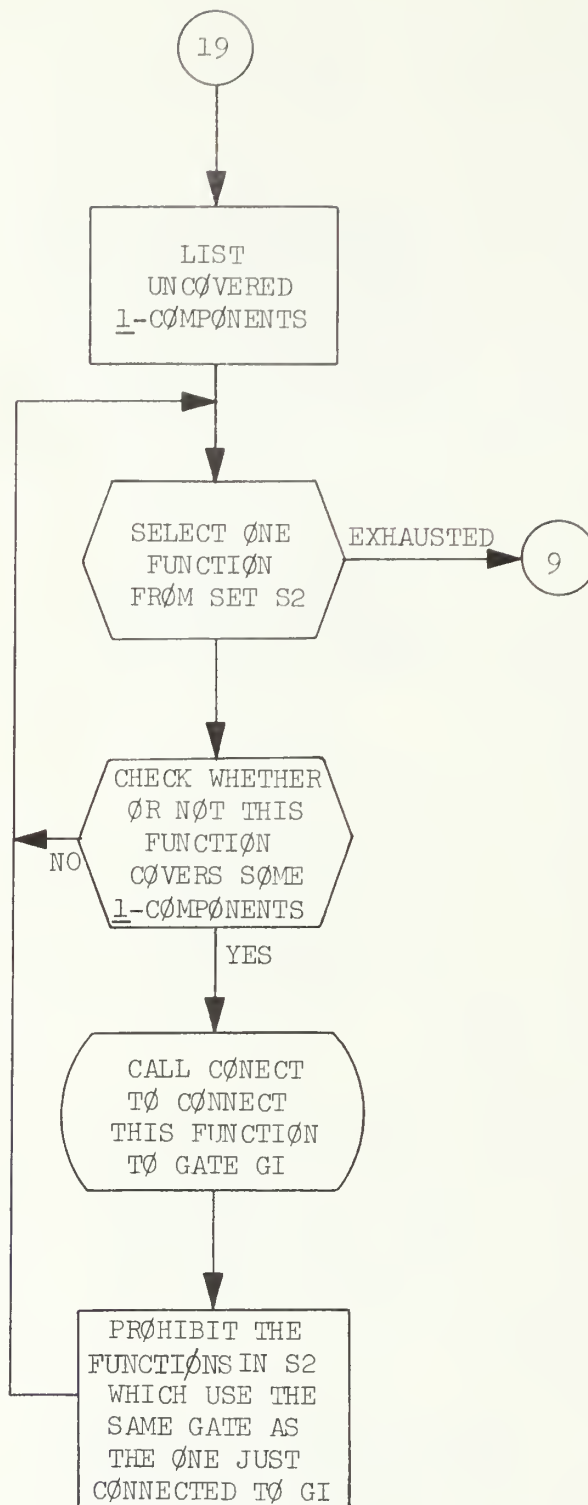 19
LIST
UNCØVERED
1-CØMPØNENTS
SELECT ØNE
FUNCTIØN
FRØM SET S2
EXHAUSTED
9
CHECK WHETHER
ØR NØT THIS
FUNCTIØN
CØVERS SØME
1-CØMPØNENTS
NO
YES
CALL CØNECT
TØ CØNNECT
THIS FUNCTIØN
TØ GATE GI
PRØHIBIT THE
FUNCTIØNS IN S2
WHICH USE THE
SAME GATE AS
THE ØNE JUST
CØNNECTED TØ GI